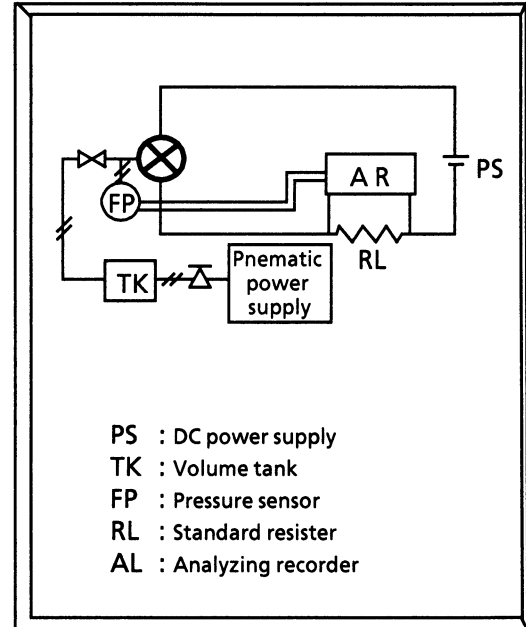 PS
A R
FP
RL
TK
Pnematic
power
supply
PS : DC power supply
TK : Volume tank
FP : Pressure sensor
RL : Standard resister
AL : Analyzing recorder